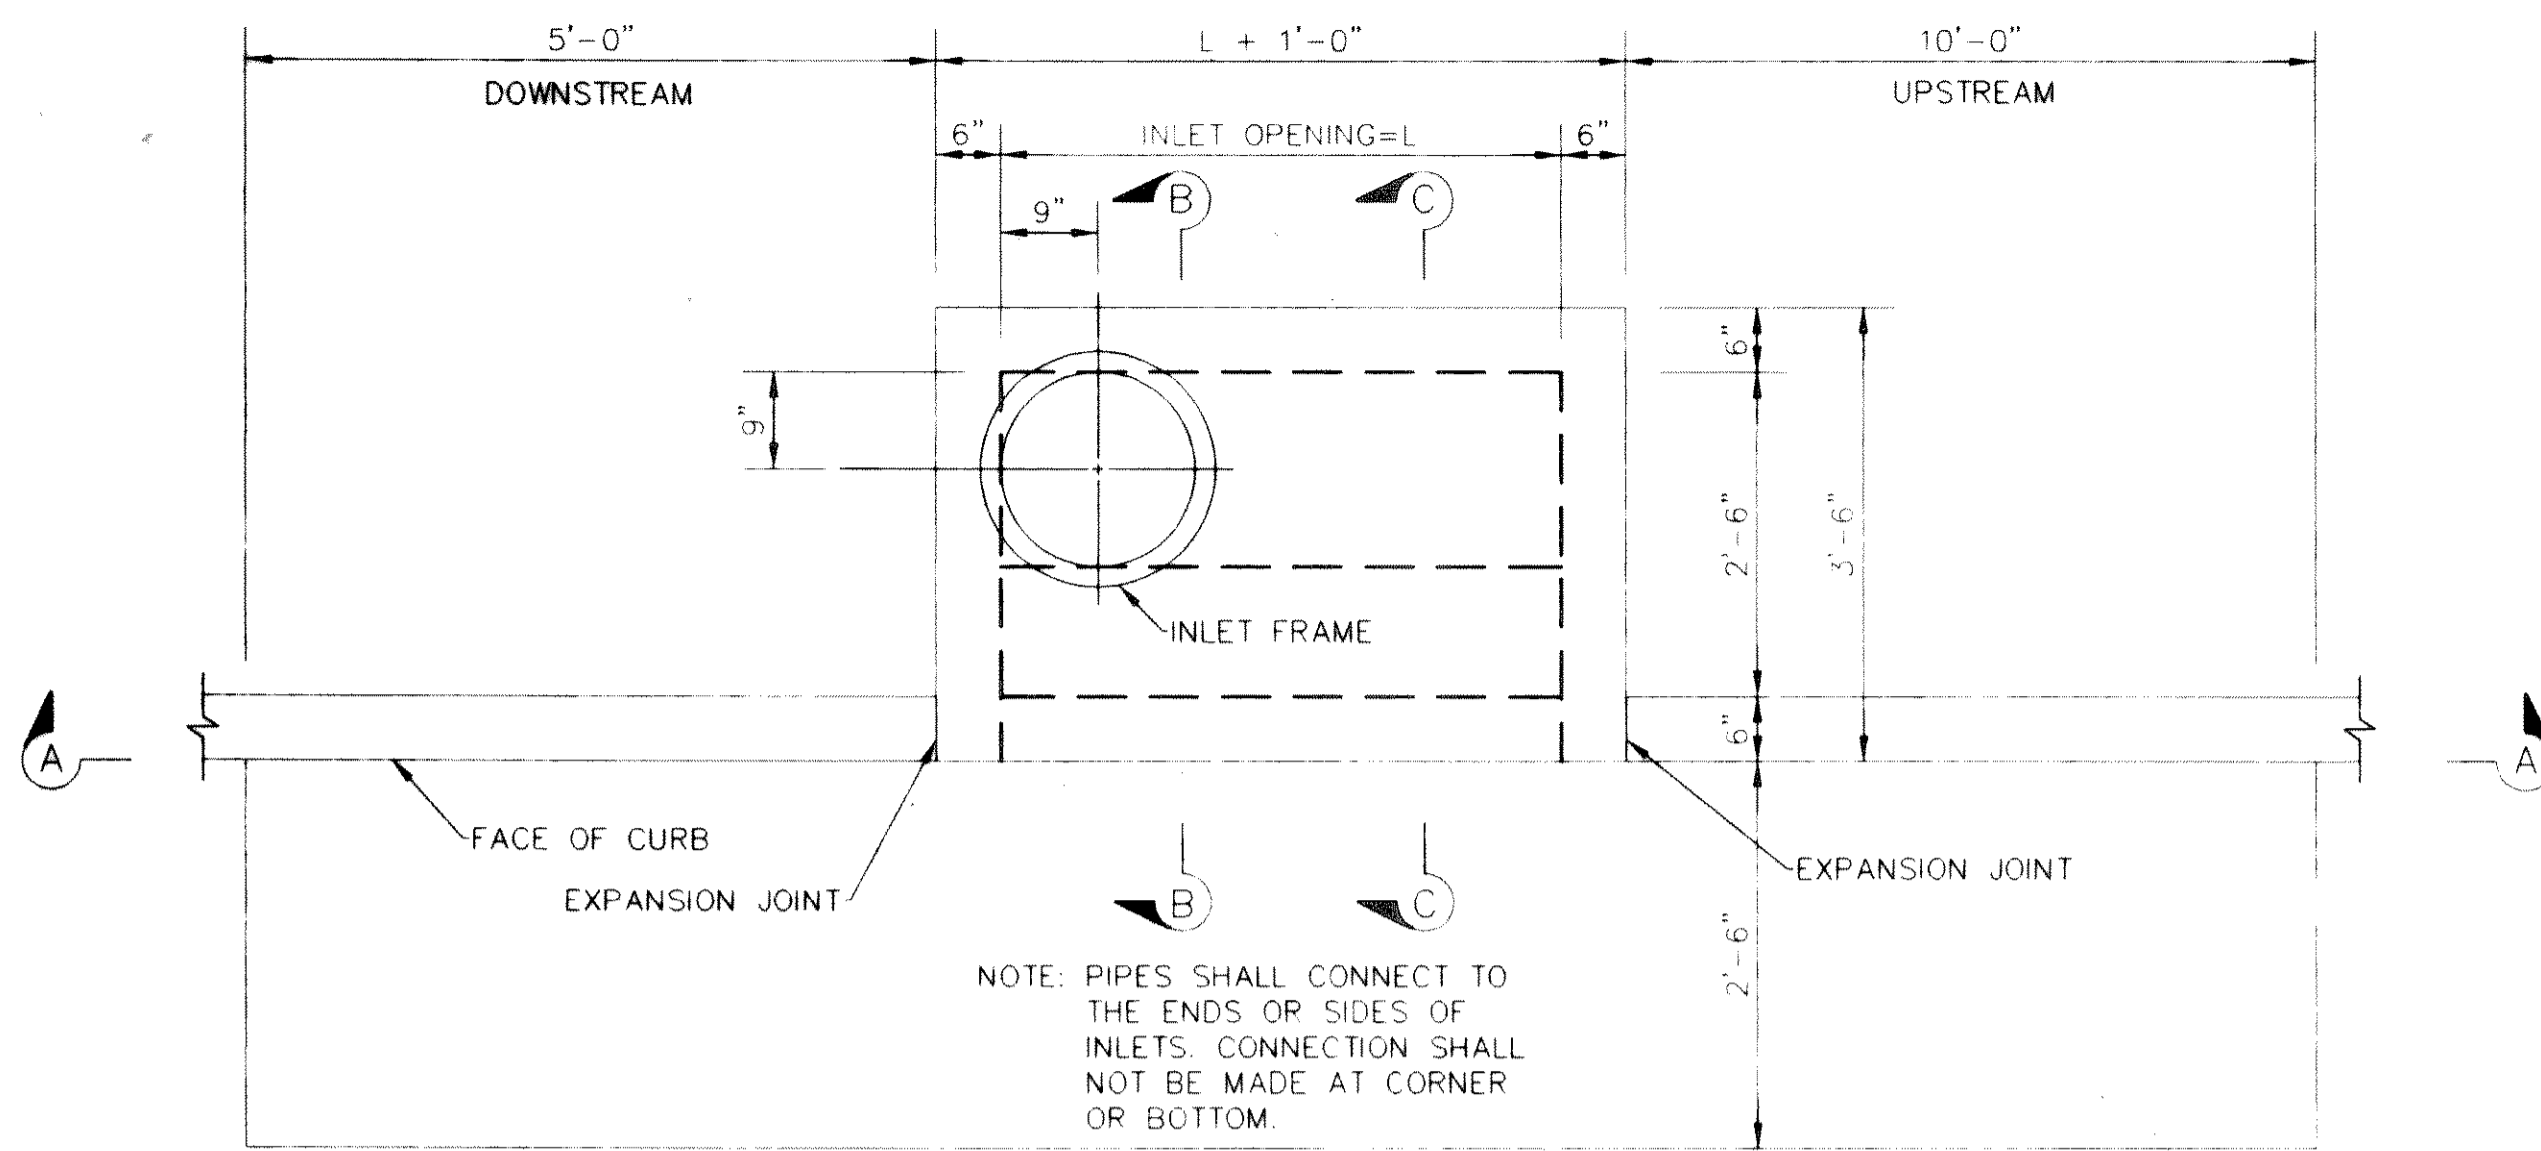 5'-0"
L + 1'-0"
10'-0"
DOWNSTREAM
UPSTREAM
6"
INLET OPENING=L
6"
B
C
9"
6"
9"
2'-6"
3'-6"
INLET FRAME
6"
A
A
FACE OF CURB
EXPANSION JOINT
EXPANSION JOINT
B
C
2'-6"
NOTE: PIPES SHALL CONNECT TO
THE ENDS OR SIDES OF
INLETS. CONNECTION SHALL
NOT BE MADE AT CORNER
OR BOTTOM.